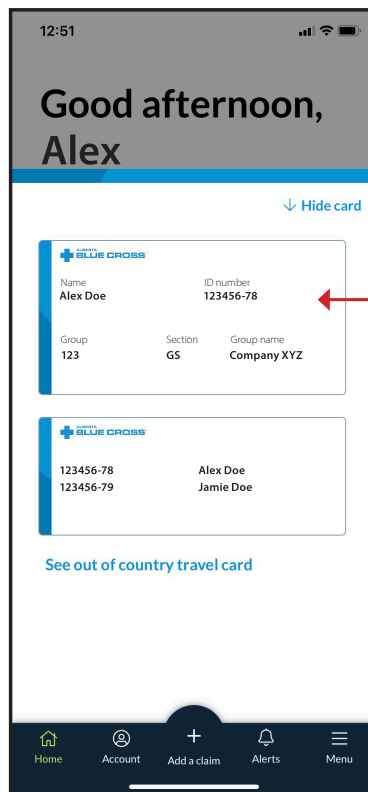 12:51
Good afternoon,
Alex
Hide card
ALBERTA
BLUE CROSS®
Name ID number
Alex Doe 123456-78
Group Section Group name
123 GS Company XYZ
ALBERTA
BLUE CROSS®
123456-78 Alex Doe
123456-79 Jamie Doe
See out of country travel card
Home Account Add a claim Alerts Menu